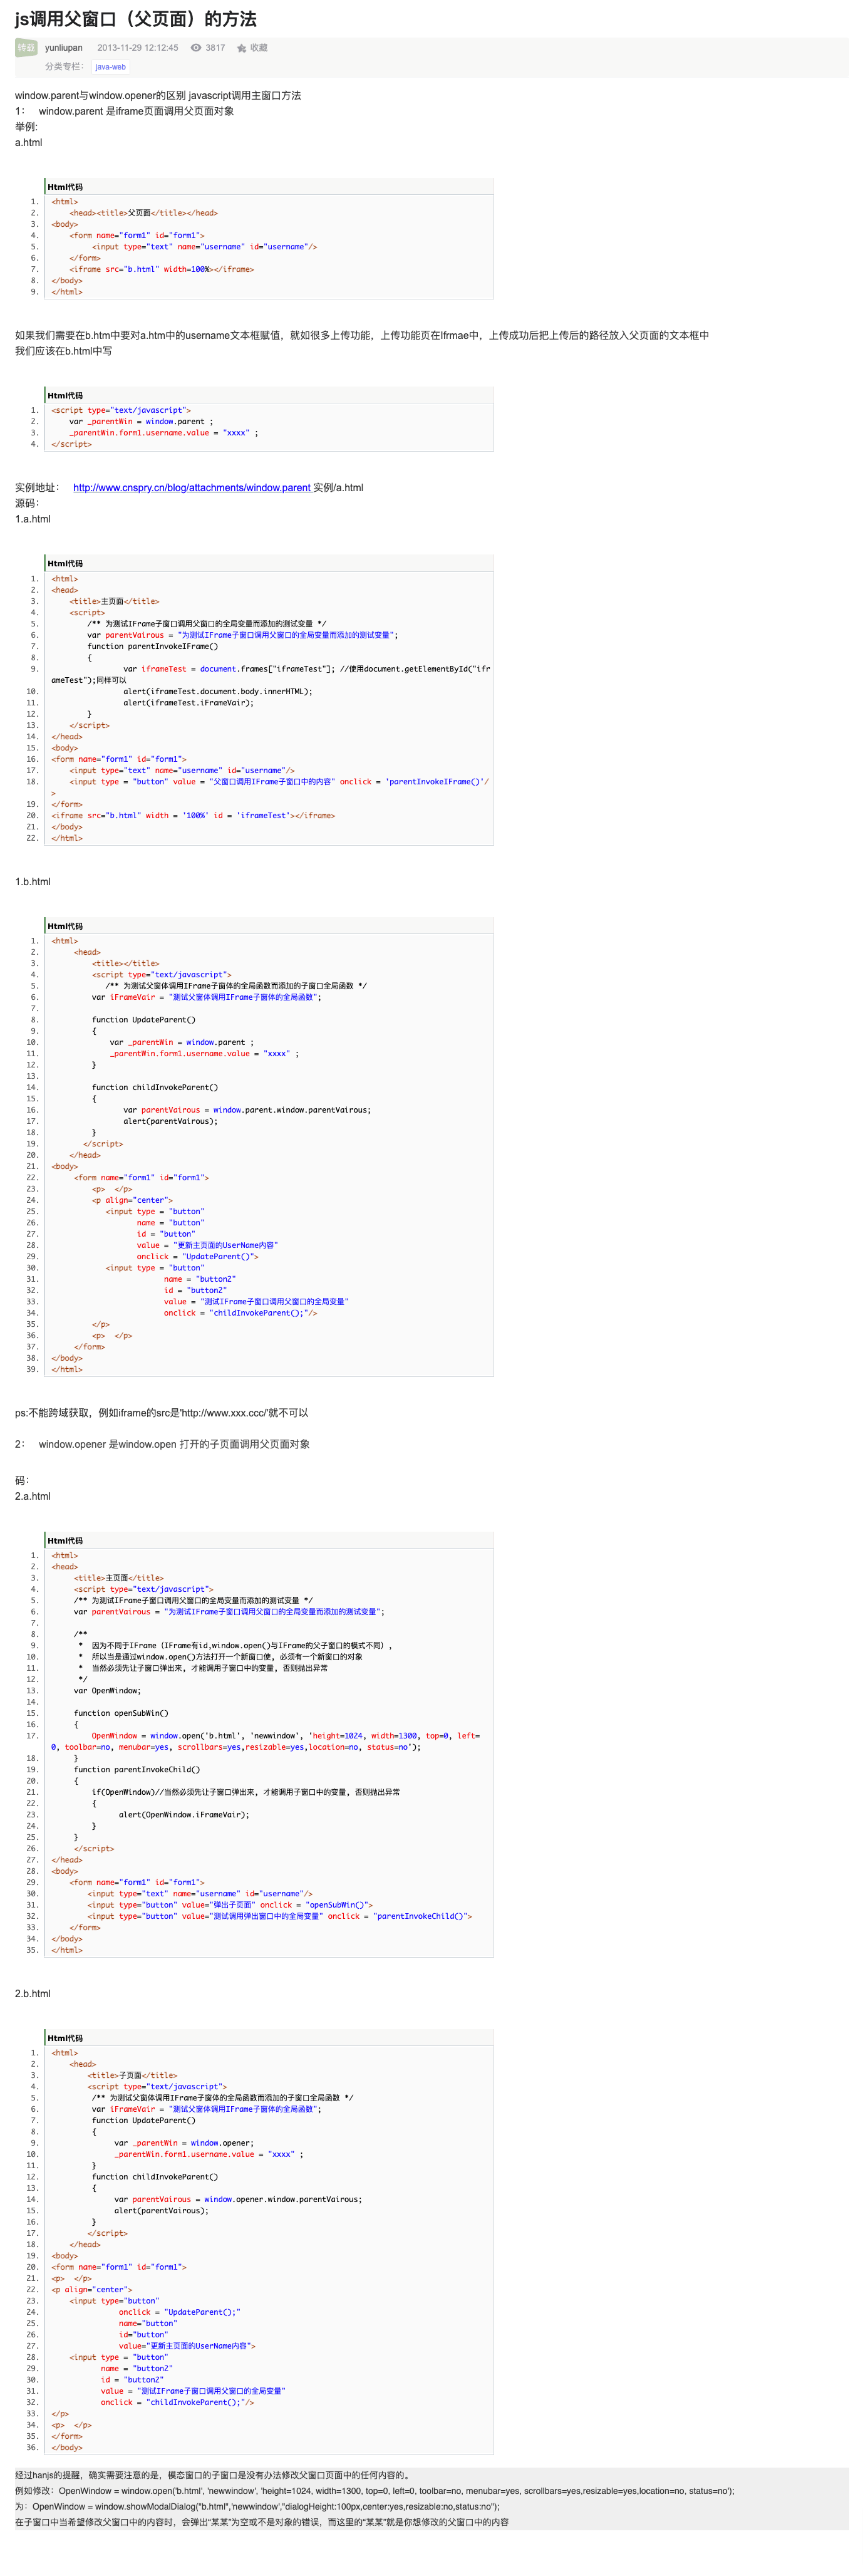 js调用父窗口（父页面）的方法
转载 yunliupan 2013-11-29 12:12:45 3817 收藏
分类专栏： java-web
window.parent与window.opener的区别 javascript调用主窗口方法
1： window.parent 是iframe页面调用父页面对象
举例:
a.html
Html代码
1. <html>
2. <head><title>父页面</title></head>
3. <body>
4. <form name="form1" id="form1">
5. <input type="text" name="username" id="username"/>
6. </form>
7. <iframe src="b.html" width=100%></iframe>
8. </body>
9. </html>
如果我们需要在b.htm中要对a.htm中的username文本框赋值，就如很多上传功能，上传功能页在Ifrmae中，上传成功后把上传后的路径放入父页面的文本框中
我们应该在b.html中写
Html代码
1. <script type="text/javascript">
2. var _parentWin = window.parent ;
3. _parentWin.form1.username.value = "xxxx" ;
4. </script>
实例地址： http://www.cnspry.cn/blog/attachments/window.parent 实例/a.html
源码：
1.a.html
Html代码
1. <html>
2. <head>
3. <title>主页面</title>
4. <script>
5. /** 为测试IFrame子窗口调用父窗口的全局变量而添加的测试变量 */
6. var parentVairous = "为测试IFrame子窗口调用父窗口的全局变量而添加的测试变量";
7. function parentInvokeIFrame()
8. {
9. var iframeTest = document.frames["iframeTest"]; //使用document.getElementById("ifr
ameTest");同样可以
10. alert(iframeTest.document.body.innerHTML);
11. alert(iframeTest.iFrameVair);
12. }
13. </script>
14. </head>
15. <body>
16. <form name="form1" id="form1">
17. <input type="text" name="username" id="username"/>
18. <input type = "button" value = "父窗口调用IFrame子窗口中的内容" onclick = 'parentInvokeIFrame()'/
>
19. </form>
20. <iframe src="b.html" width = '100%' id = 'iframeTest'></iframe>
21. </body>
22. </html>
1.b.html
Html代码
1. <html>
2. <head>
3. <title></title>
4. <script type="text/javascript">
5. /** 为测试父窗体调用IFrame子窗体的全局函数而添加的子窗口全局函数 */
6. var iFrameVair = "测试父窗体调用IFrame子窗体的全局函数";
7.
8. function UpdateParent()
9. {
10. var _parentWin = window.parent ;
11. _parentWin.form1.username.value = "xxxx" ;
12. }
13.
14. function childInvokeParent()
15. {
16. var parentVairous = window.parent.window.parentVairous;
17. alert(parentVairous);
18. }
19. </script>
20. </head>
21. <body>
22. <form name="form1" id="form1">
23. <p> </p>
24. <p align="center">
25. <input type = "button"
26. name = "button"
27. id = "button"
28. value = "更新主页面的UserName内容"
29. onclick = "UpdateParent()">
30. <input type = "button"
31. name = "button2"
32. id = "button2"
33. value = "测试IFrame子窗口调用父窗口的全局变量"
34. onclick = "childInvokeParent();"/>
35. </p>
36. <p> </p>
37. </form>
38. </body>
39. </html>
ps:不能跨域获取，例如iframe的src是'http://www.xxx.ccc/'就不可以
2： window.opener 是window.open 打开的子页面调用父页面对象
码：
2.a.html
Html代码
1. <html>
2. <head>
3. <title>主页面</title>
4. <script type="text/javascript">
5. /** 为测试IFrame子窗口调用父窗口的全局变量而添加的测试变量 */
6. var parentVairous = "为测试IFrame子窗口调用父窗口的全局变量而添加的测试变量";
7.
8. /**
9. * 因为不同于IFrame（IFrame有id,window.open()与IFrame的父子窗口的模式不同），
10. * 所以当是通过window.open()方法打开一个新窗口使, 必须有一个新窗口的对象
11. * 当然必须先让子窗口弹出来, 才能调用子窗口中的变量, 否则抛出异常
12. */
13. var OpenWindow;
14.
15. function openSubWin()
16. {
17. OpenWindow = window.open('b.html', 'newwindow', 'height=1024, width=1300, top=0, left=
0, toolbar=no, menubar=yes, scrollbars=yes,resizable=yes,location=no, status=no');
18. }
19. function parentInvokeChild()
20. {
21. if(OpenWindow)//当然必须先让子窗口弹出来, 才能调用子窗口中的变量, 否则抛出异常
22. {
23. alert(OpenWindow.iFrameVair);
24. }
25. }
26. </script>
27. </head>
28. <body>
29. <form name="form1" id="form1">
30. <input type="text" name="username" id="username"/>
31. <input type="button" value="弹出子页面" onclick = "openSubWin()">
32. <input type="button" value="测试调用弹出窗口中的全局变量" onclick = "parentInvokeChild()">
33. </form>
34. </body>
35. </html>
2.b.html
Html代码
1. <html>
2. <head>
3. <title>子页面</title>
4. <script type="text/javascript">
5. /** 为测试父窗体调用IFrame子窗体的全局函数而添加的子窗口全局函数 */
6. var iFrameVair = "测试父窗体调用IFrame子窗体的全局函数";
7. function UpdateParent()
8. {
9. var _parentWin = window.opener;
10. _parentWin.form1.username.value = "xxxx" ;
11. }
12. function childInvokeParent()
13. {
14. var parentVairous = window.opener.window.parentVairous;
15. alert(parentVairous);
16. }
17. </script>
18. </head>
19. <body>
20. <form name="form1" id="form1">
21. <p> </p>
22. <p align="center">
23. <input type="button"
24. onclick = "UpdateParent();"
25. name="button"
26. id="button"
27. value="更新主页面的UserName内容">
28. <input type = "button"
29. name = "button2"
30. id = "button2"
31. value = "测试IFrame子窗口调用父窗口的全局变量"
32. onclick = "childInvokeParent();"/>
33. </p>
34. <p> </p>
35. </form>
36. </body>
经过hanjs的提醒，确实需要注意的是，模态窗口的子窗口是没有办法修改父窗口页面中的任何内容的。
例如修改：OpenWindow = window.open('b.html', 'newwindow', 'height=1024, width=1300, top=0, left=0, toolbar=no, menubar=yes, scrollbars=yes,resizable=yes,location=no, status=no');
为：OpenWindow = window.showModalDialog("b.html",'newwindow',"dialogHeight:100px,center:yes,resizable:no,status:no");
在子窗口中当希望修改父窗口中的内容时，会弹出“某某”为空或不是对象的错误，而这里的“某某”就是你想修改的父窗口中的内容